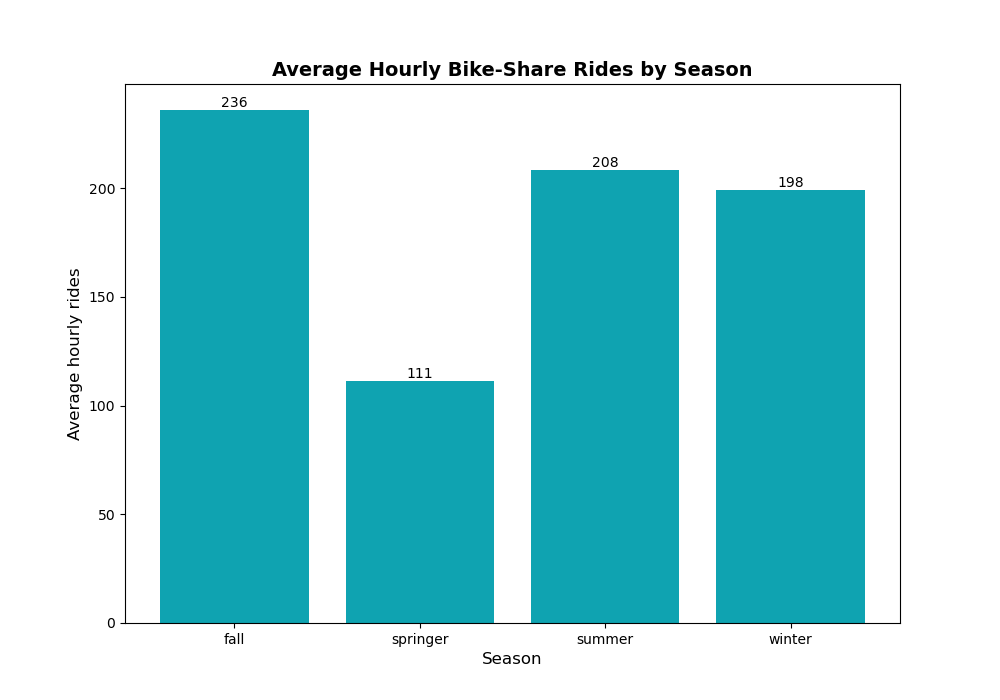 Average Hourly Bike-Share Rides by Season
236
208
198
111
200
150
100
50
0
Average hourly rides
fall springer summer winter
Season